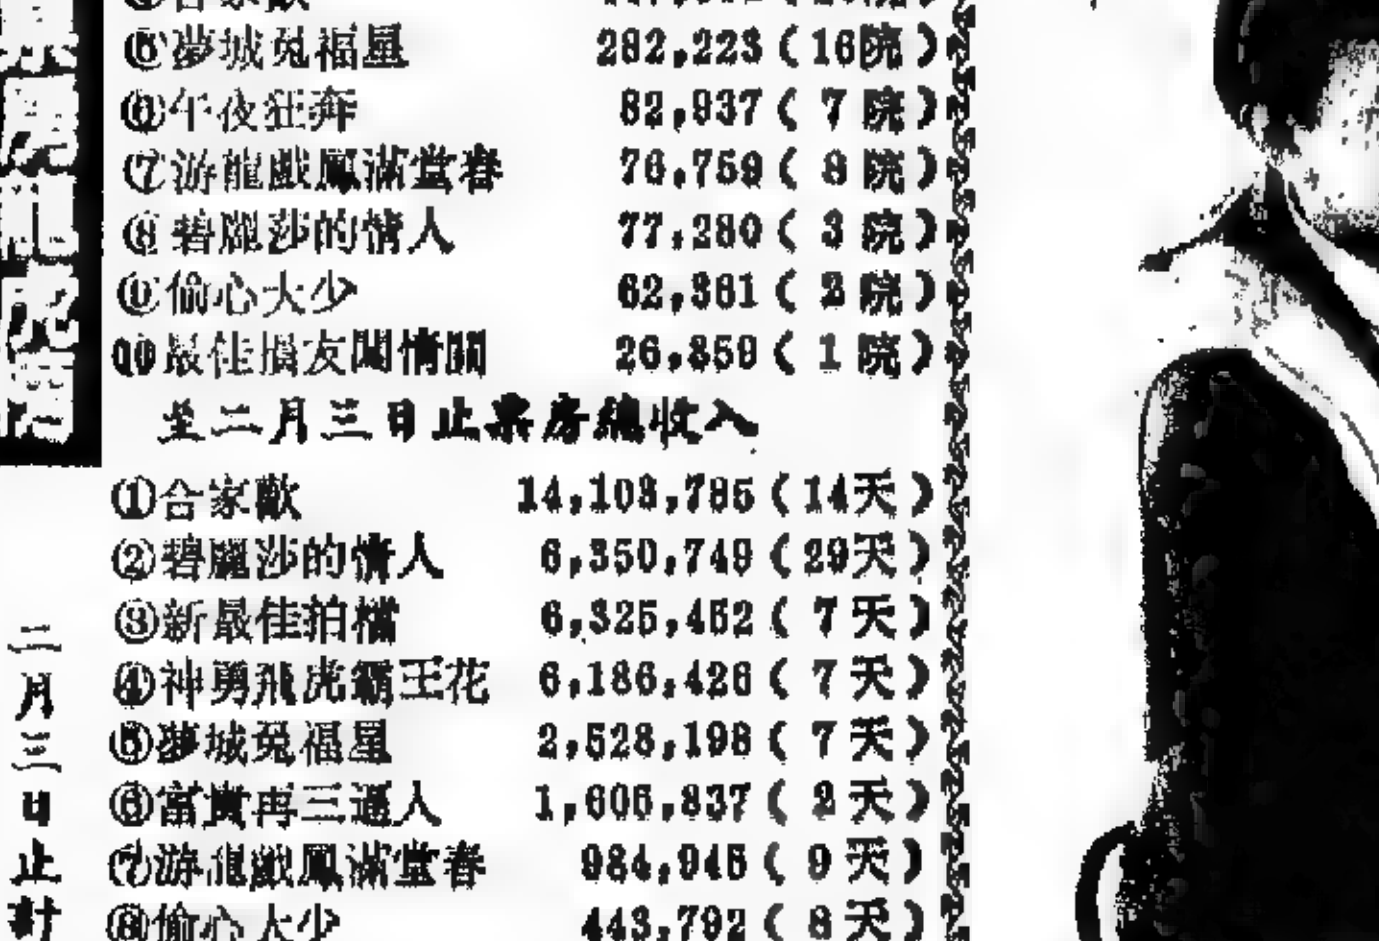 ⑤夢城兔福星 282,223(16院)
⑥午夜狂奔 82,937(7院)
⑦游龍戲鳳滿堂春 76,759(8院)
⑧碧麗莎的情人 77,280(3院)
⑨偷心大少 62,381(2院)
⑩最佳損友闖情關 26,859(1院)
至二月三日止票房總收入
①合家歡 14,103,785(14天)
②碧麗莎的情人 6,350,749(29天)
③新最佳拍檔 6,325,452(7天)
④神勇飛虎霸王花 6,186,426(7天)
⑤夢城兔福星 2,528,198(7天)
⑥富貴再三逼人 1,605,837(2天)
⑦游龍戲鳳滿堂春 984,945(9天)
⑧偷心大少 443,792(8天)
二月三日止計